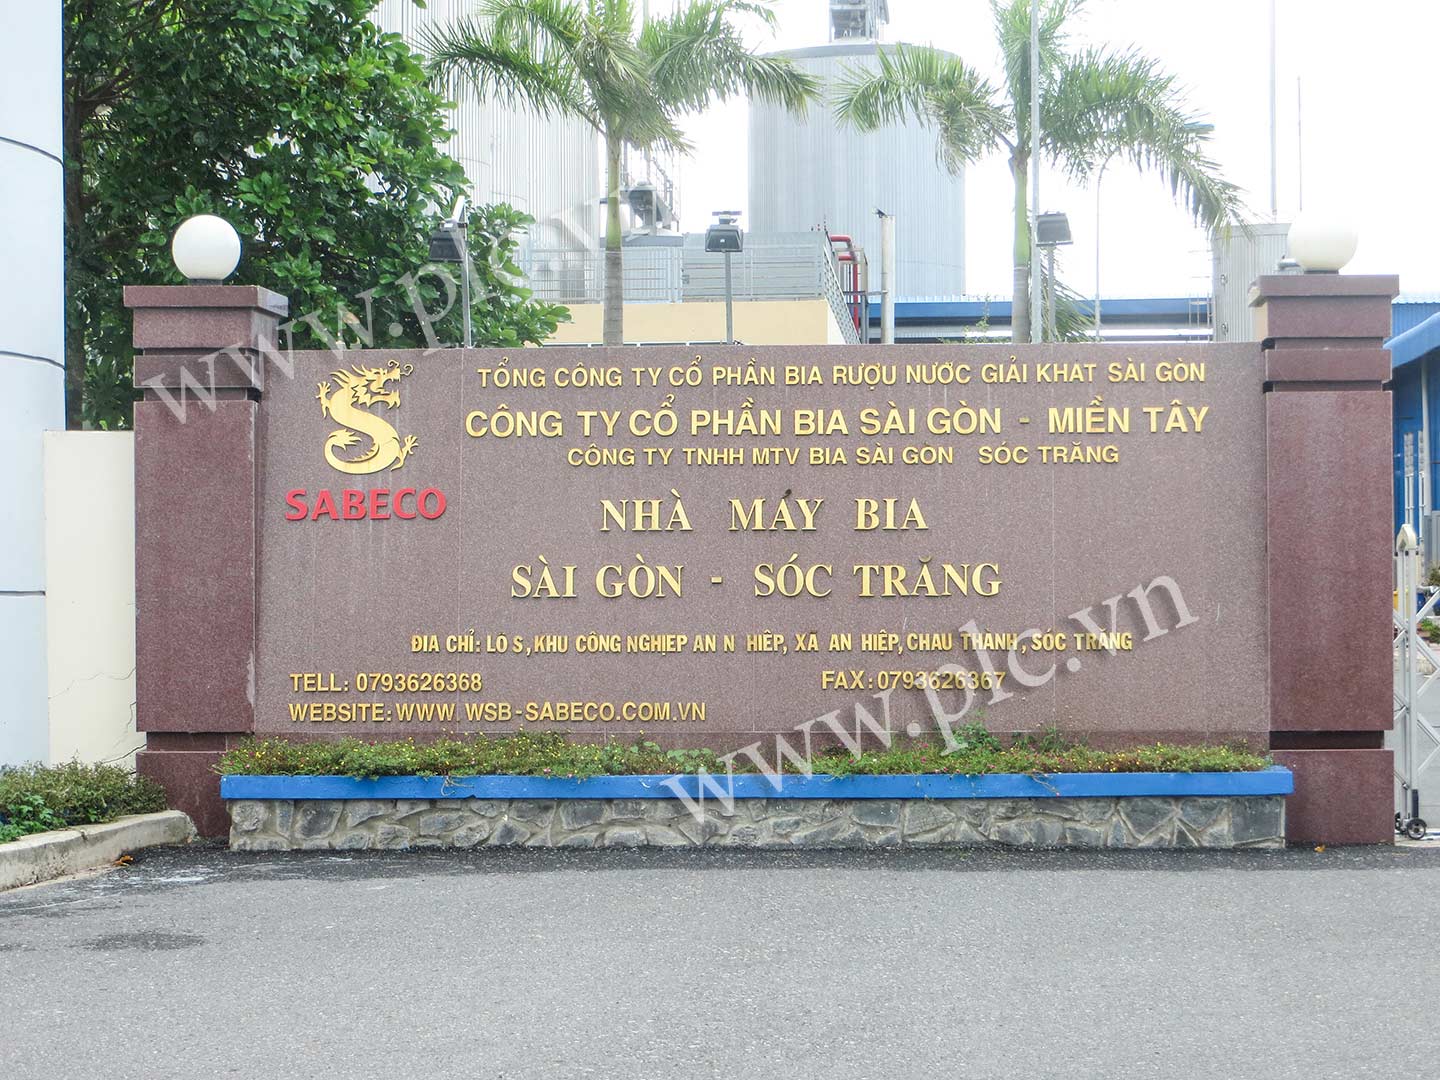 TỔNG CÔNG TY CỔ PHẦN BIA RƯỢU NƯỚC GIẢI KHAT SÀI GÒN
CÔNG TY CỔ PHẦN BIA SÀI GÒN - MIỀN TÂY
CÔNG TY TNHH MTV BIA SÀI GON SÓC TRĂNG
SABECO
NHÀ MÁY BIA
SÀI GÒN - SÓC TRĂNG
ĐIA CHỈ: LÔ S, KHU CÔNG NGHIỆP AN N HIỆP, XÃ AN HIỆP, CHAU THÀNH, SÓC TRĂNG
TELL: 0793626368
FAX: 0793626367
WEBSITE: WWW. WSB-SABECO.COM.VN
www.plc.vn
www.plc.vn